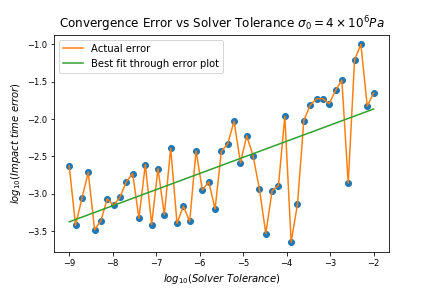 Convergence Error vs Solver Tolerance σ₀ = 4 × 10⁶Pa
Actual error
Best fit through error plot
log₁₀(Impact time error)
−1.0
−1.5
−2.0
−2.5
−3.0
−3.5
−9 −8 −7 −6 −5 −4 −3 −2
log₁₀(Solver Tolerance)